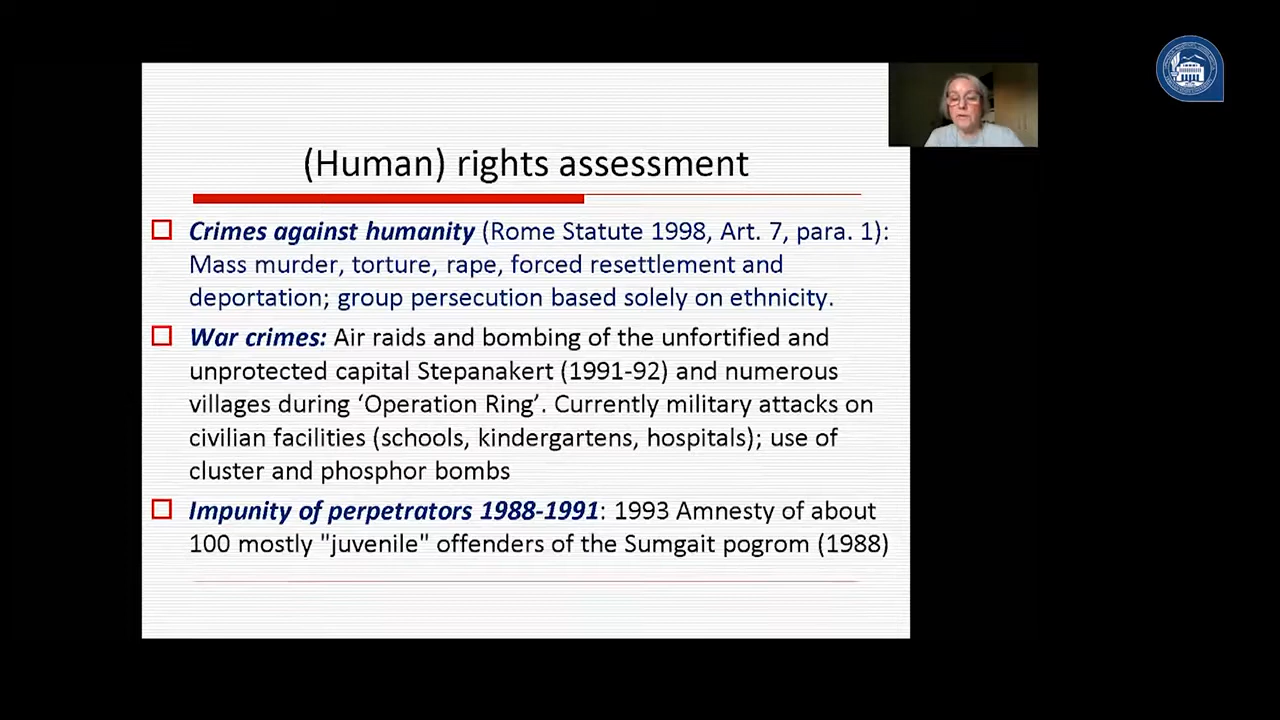 (Human) rights assessment
Crimes against humanity (Rome Statute 1998, Art. 7, para. 1):
Mass murder, torture, rape, forced resettlement and
deportation; group persecution based solely on ethnicity.
War crimes: Air raids and bombing of the unfortified and
unprotected capital Stepanakert (1991-92) and numerous
villages during ‘Operation Ring’. Currently military attacks on
civilian facilities (schools, kindergartens, hospitals); use of
cluster and phosphor bombs
Impunity of perpetrators 1988-1991: 1993 Amnesty of about
100 mostly "juvenile" offenders of the Sumgait pogrom (1988)